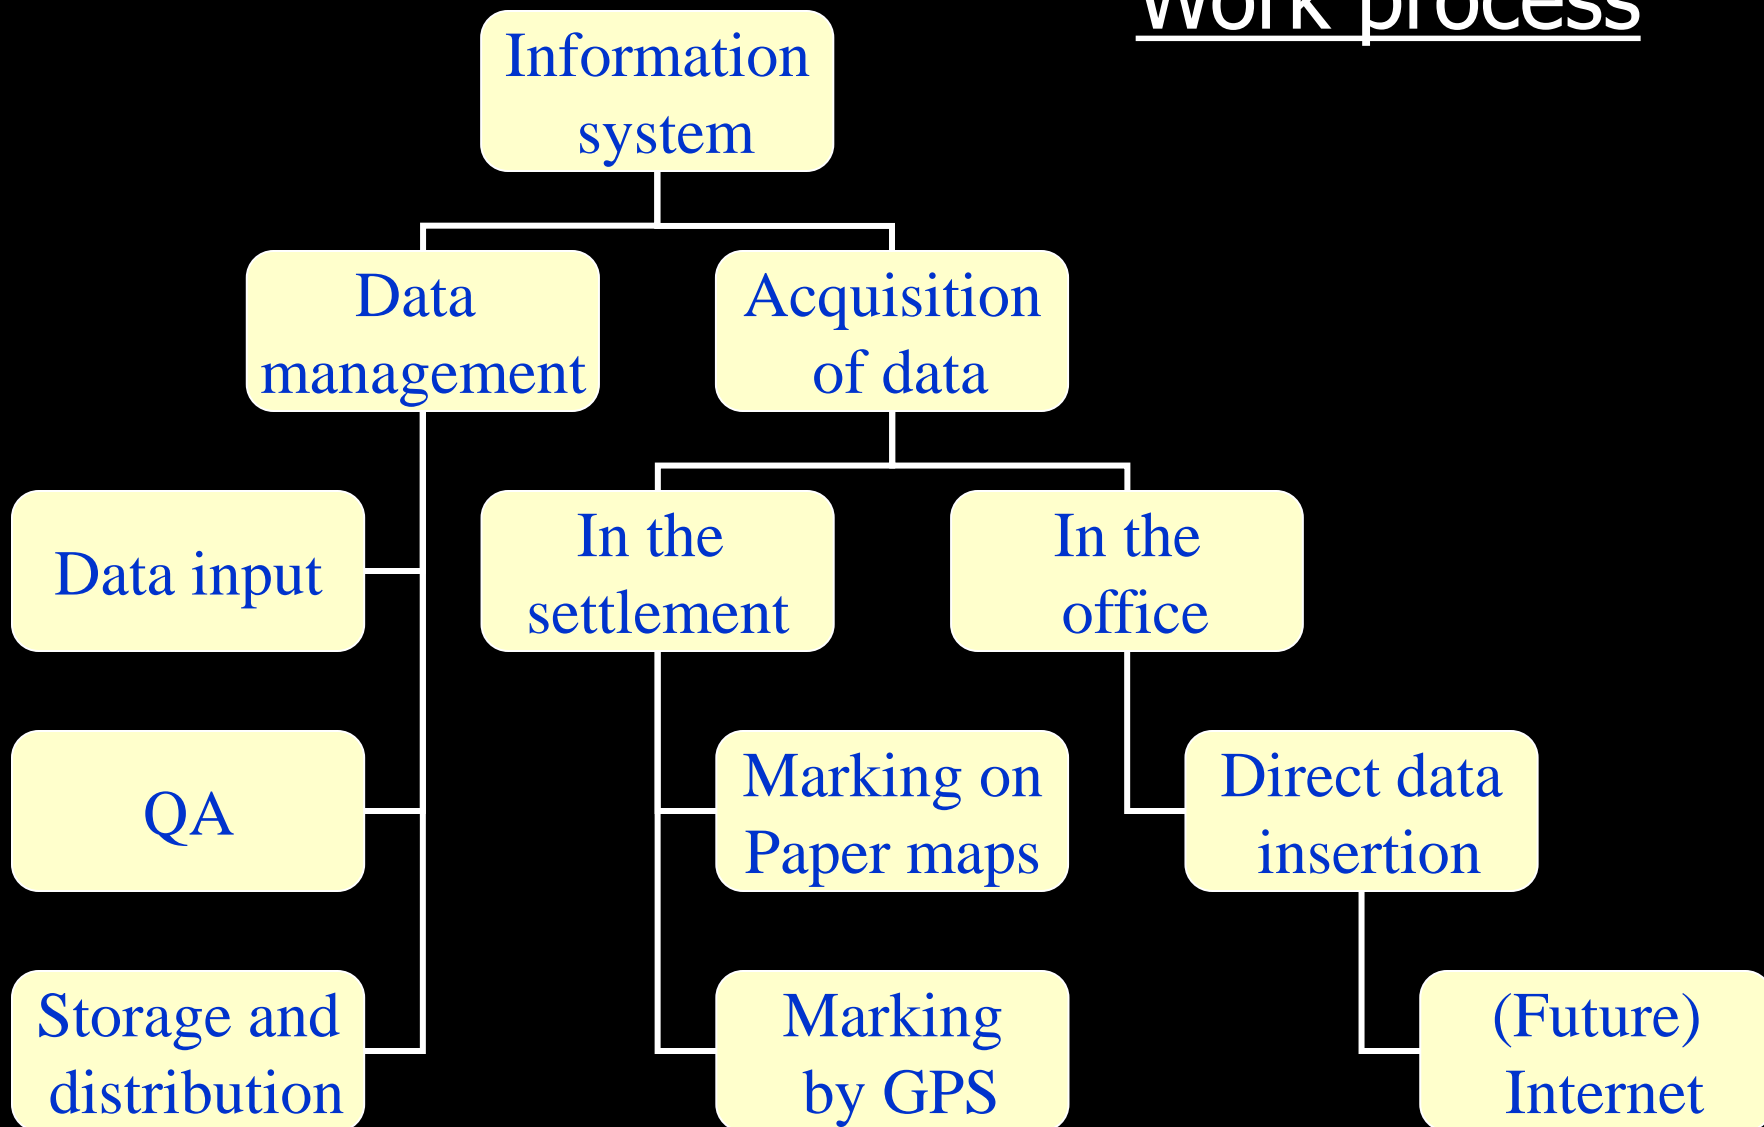 Work process
Information
system
Data
management
Acquisition
of data
Data input
In the
settlement
In the
office
QA
Marking on
Paper maps
Direct data
insertion
Storage and
distribution
Marking
by GPS
(Future)
Internet